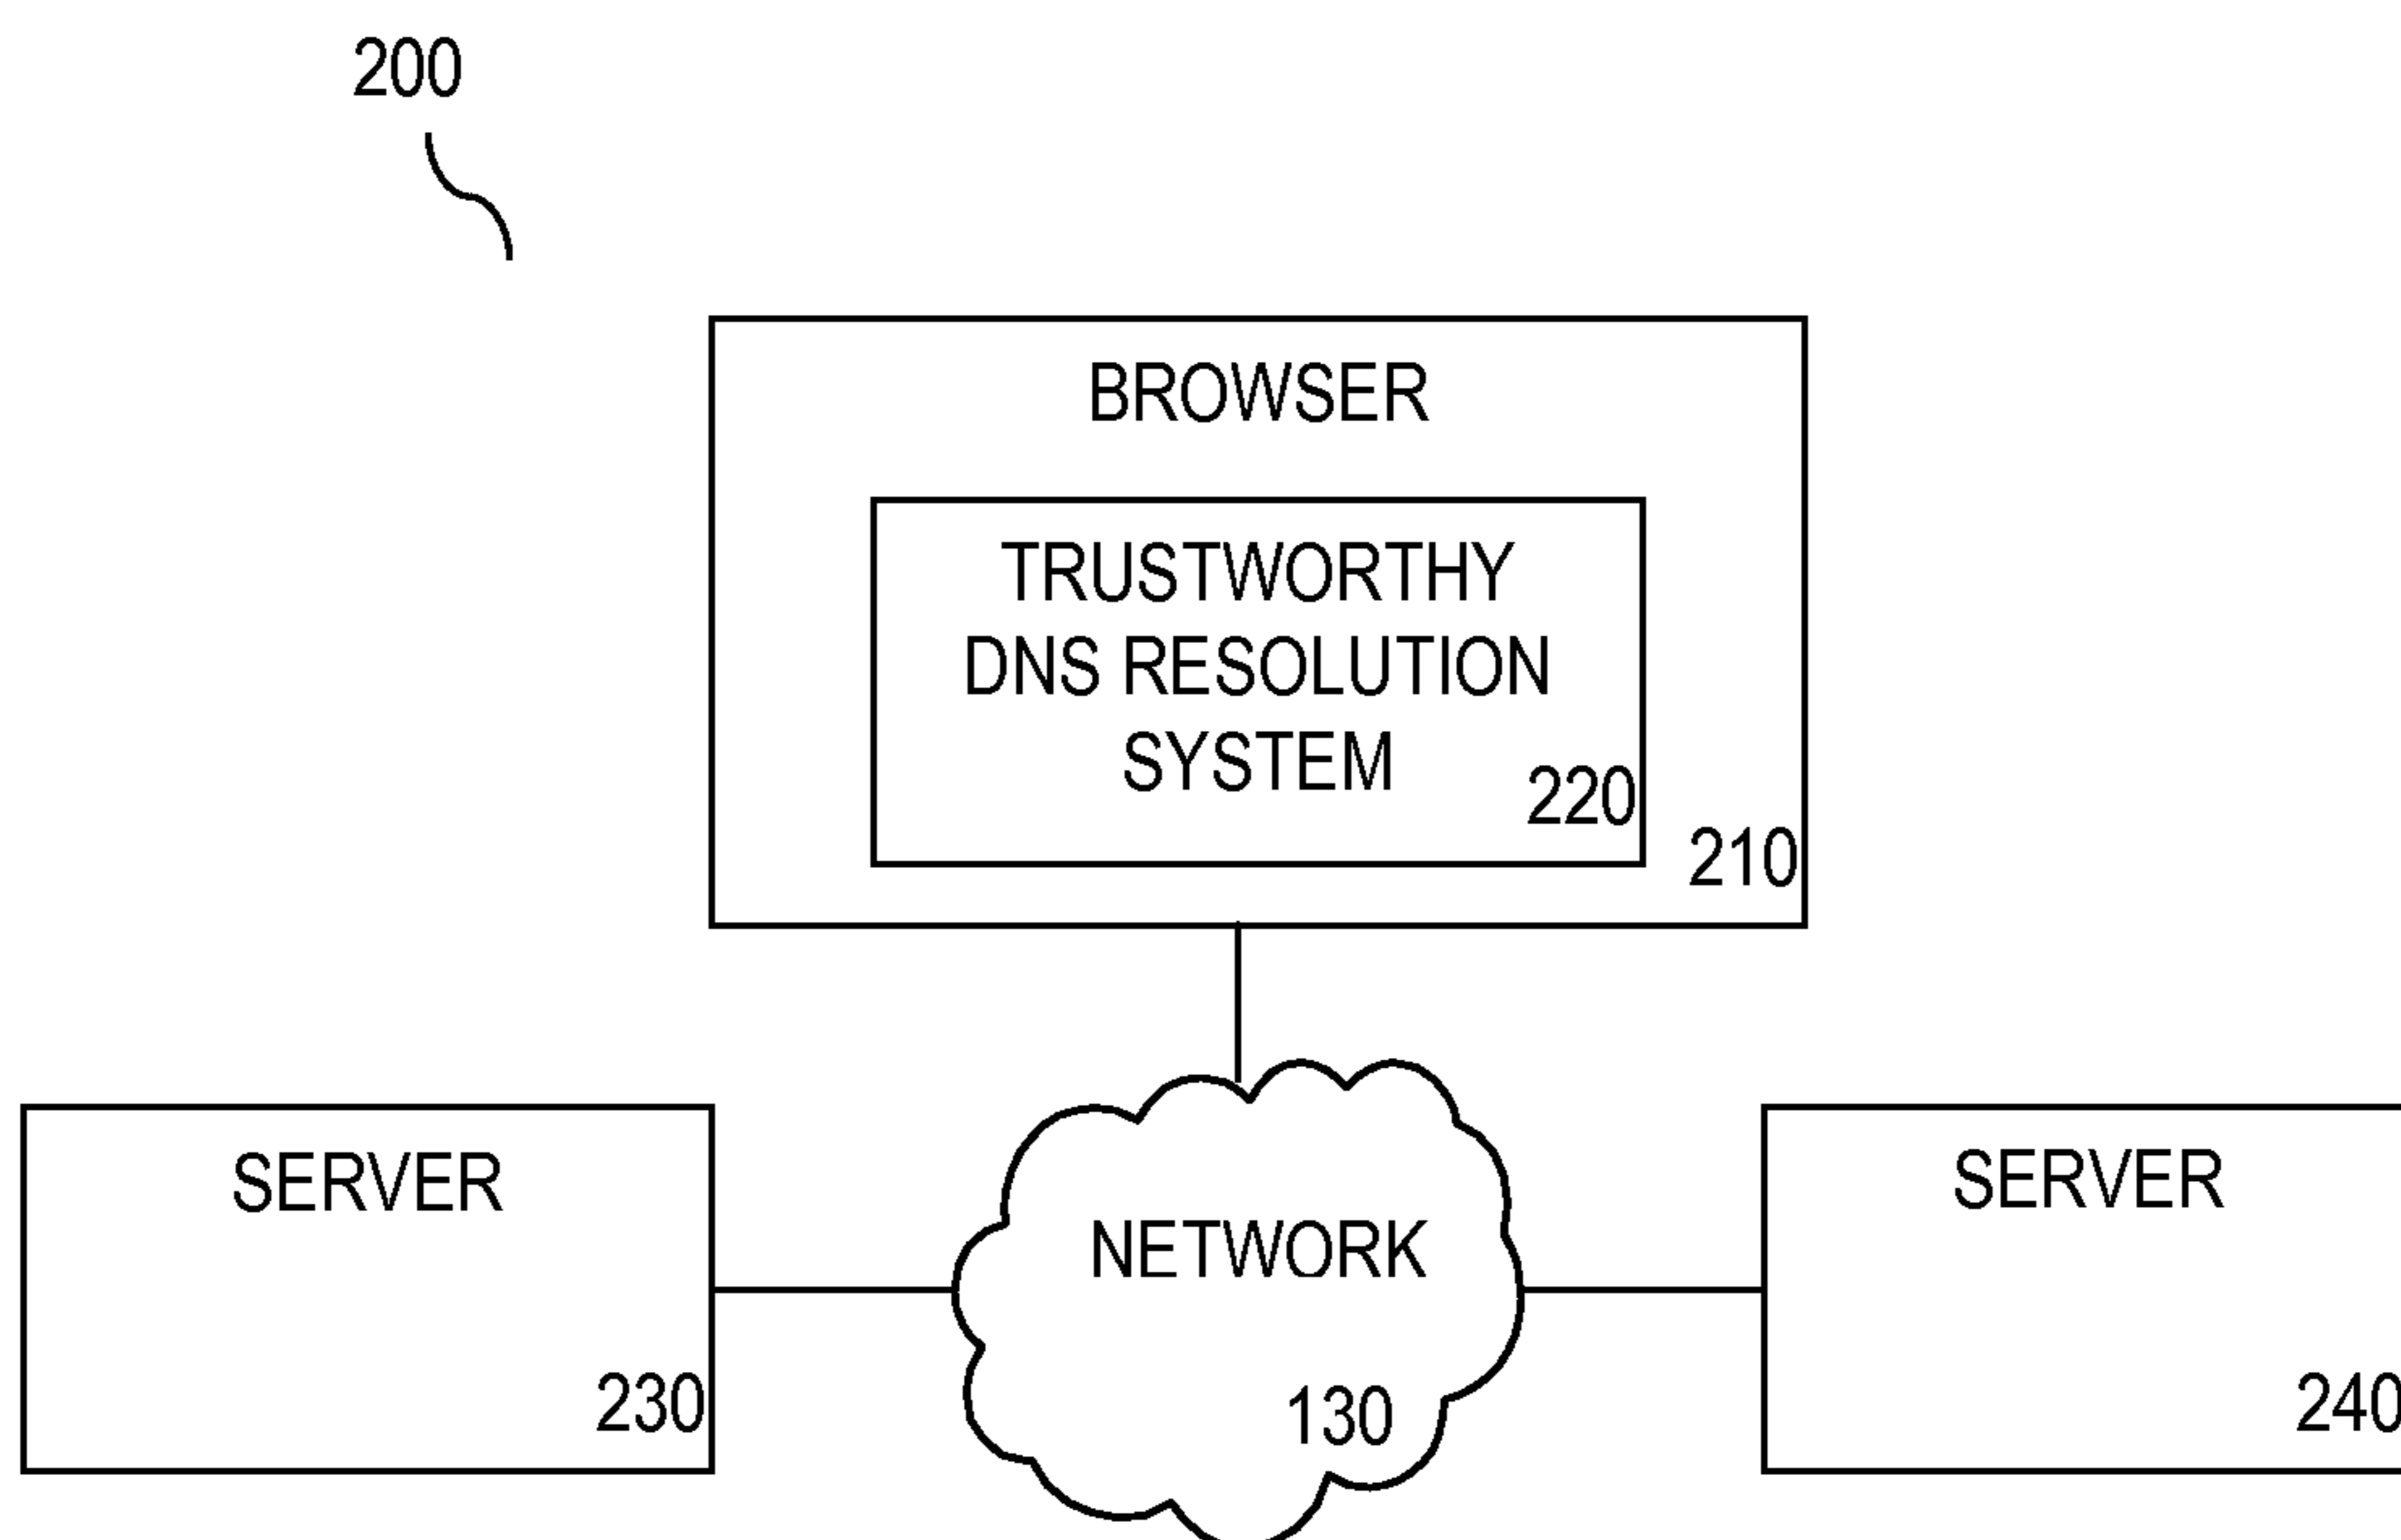 200
BROWSER
TRUSTWORTHY
DNS RESOLUTION
SYSTEM
220
210
SERVER
230
NETWORK
130
SERVER
240